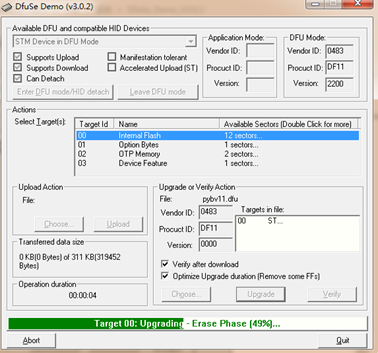 DfuSe Demo (v3.0.2)
Available DFU and compatible HID Devices
STM Device in DFU Mode
Supports Upload
Manifestation tolerant
Supports Download
Accelerated Upload (ST)
Can Detach
Enter DFU mode/HID detach
Leave DFU mode
Application Mode:
Vendor ID:
Procuct ID:
Version:
DFU Mode:
Vendor ID: 0483
Procuct ID: DF11
Version: 2200
Actions
Select Target(s):
Target Id Name Available Sectors (Double Click for more)
00 Internal Flash 12 sectors...
01 Option Bytes 1 sectors...
02 OTP Memory 2 sectors...
03 Device Feature 1 sectors...
Upload Action
File:
Choose...
Upload
Transferred data size
0 KB(0 Bytes) of 311 KB(319452
Bytes)
Operation duration
00:00:04
Upgrade or Verify Action
File: pybv11.dfu
Vendor ID: 0483
Procuct ID: DF11
Version: 0000
Targets in file:
00 ST...
Verify after download
Optimize Upgrade duration (Remove some FFs)
Choose...
Upgrade
Verify
Target 00: Upgrading - Erase Phase (49%)...
Abort
Quit